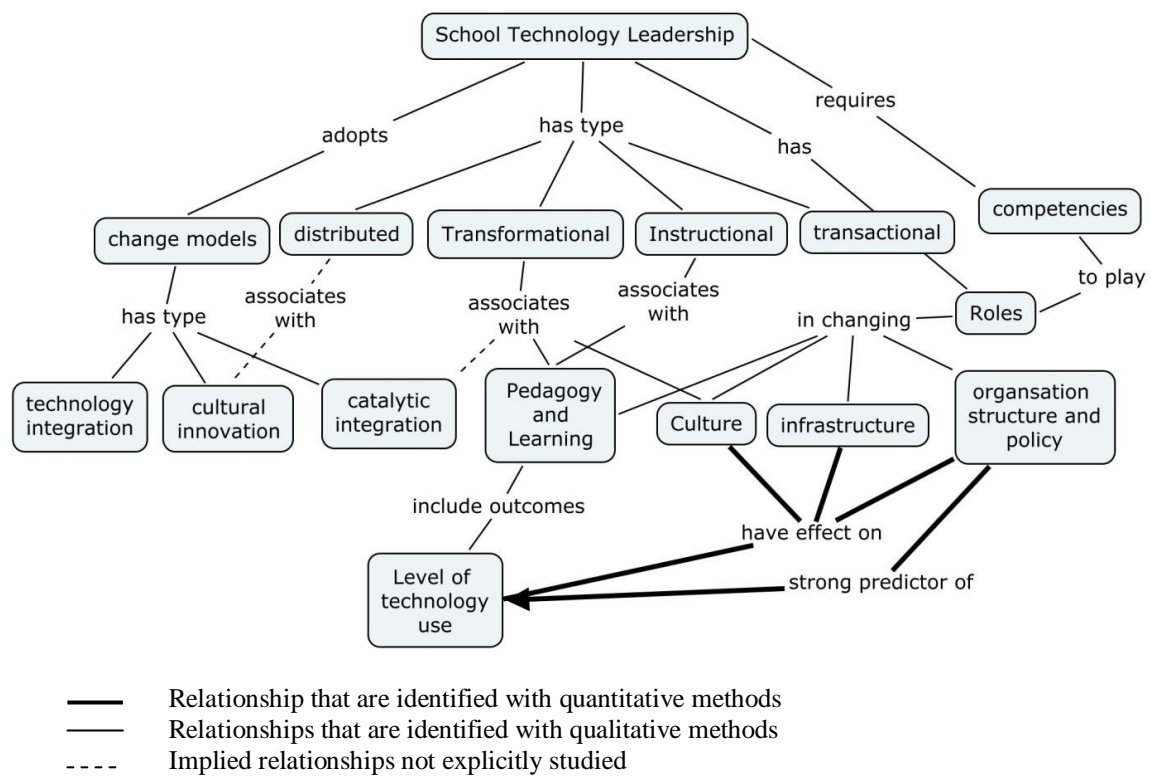 School Technology Leadership
requires
adopts
has type
has
competencies
change models
distributed
Transformational
Instructional
transactional
to play
associates
with
associates
with
associates
with
has type
in changing
Roles
technology
integration
cultural
innovation
catalytic
integration
Pedagogy
and
Learning
Culture
infrastructure
organsation
structure and
policy
include outcomes
have effect on
strong predictor of
Level of
technology
use
Relationship that are identified with quantitative methods
Relationships that are identified with qualitative methods
Implied relationships not explicitly studied